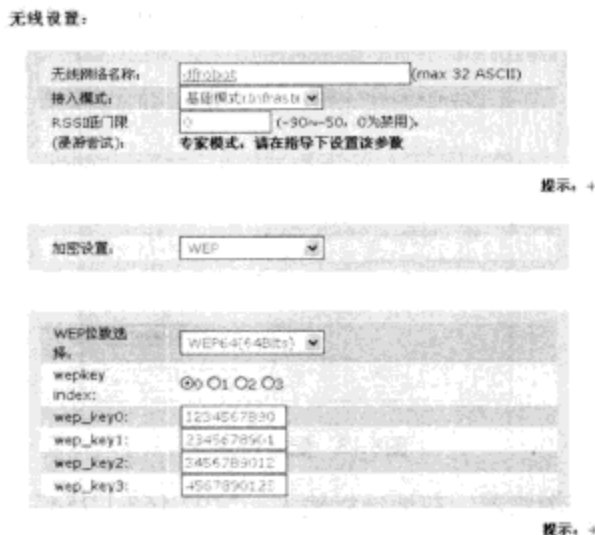 无线设置：
无线网络名称： dfrobot (max 32 ASCII)
接入模式： 基础模式(Infrastr
RSSI低门限 0 (-90~-50，0为禁用)，
(漫游尝试)： 专家模式，请在指导下设置该参数
提示。+
加密设置： WEP
WEP位数选 WEP64(64Bits)
择。
wepkey 0 1 2 3
index:
wep_key0: 1234567890
wep_key1: 2345678901
wep_key2: 3456789012
wep_key3: 4567890123
提示。+